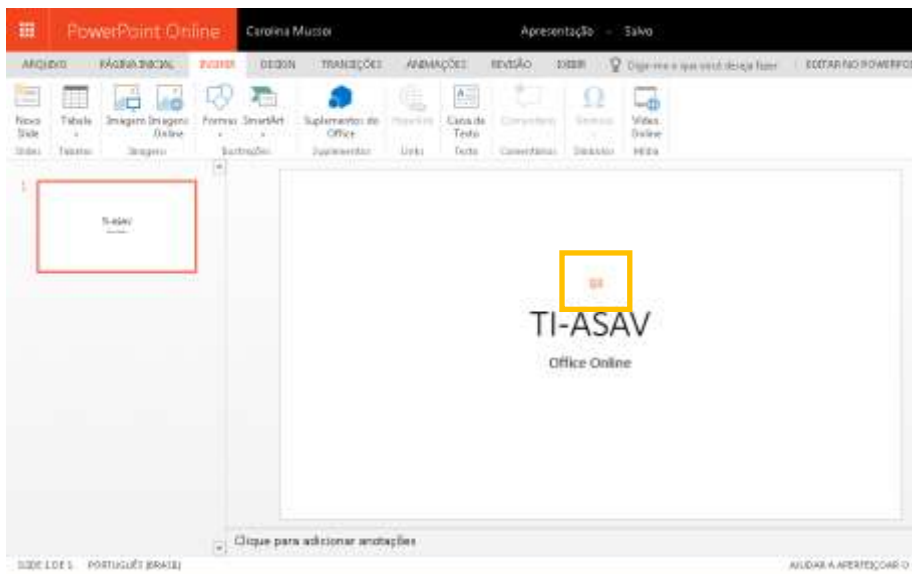 PowerPoint Online Carolina Mussoi Apresentação - Salvo
ARQUIVO PÁGINA INICIAL INSERIR DESIGN TRANSIÇÕES ANIMAÇÕES REVISÃO EXIBIR Diga-me o que você deseja fazer EDITAR NO POWERPOI
Novo Tabela Imagem Imagens Formas SmartArt Suplementos do Caixa de Comentário Símbolo Vídeo
Slide Online Office Texto Online
Slides Tabelas Imagens Ilustrações Suplementos Links Texto Comentários Símbolos Mídia
1
TI-ASAV
TI-ASAV
Office Online
Clique para adicionar anotações
SLIDE 1 DE 1 PORTUGUÊS (BRASIL) AJUDAR A APERFEIÇOAR O